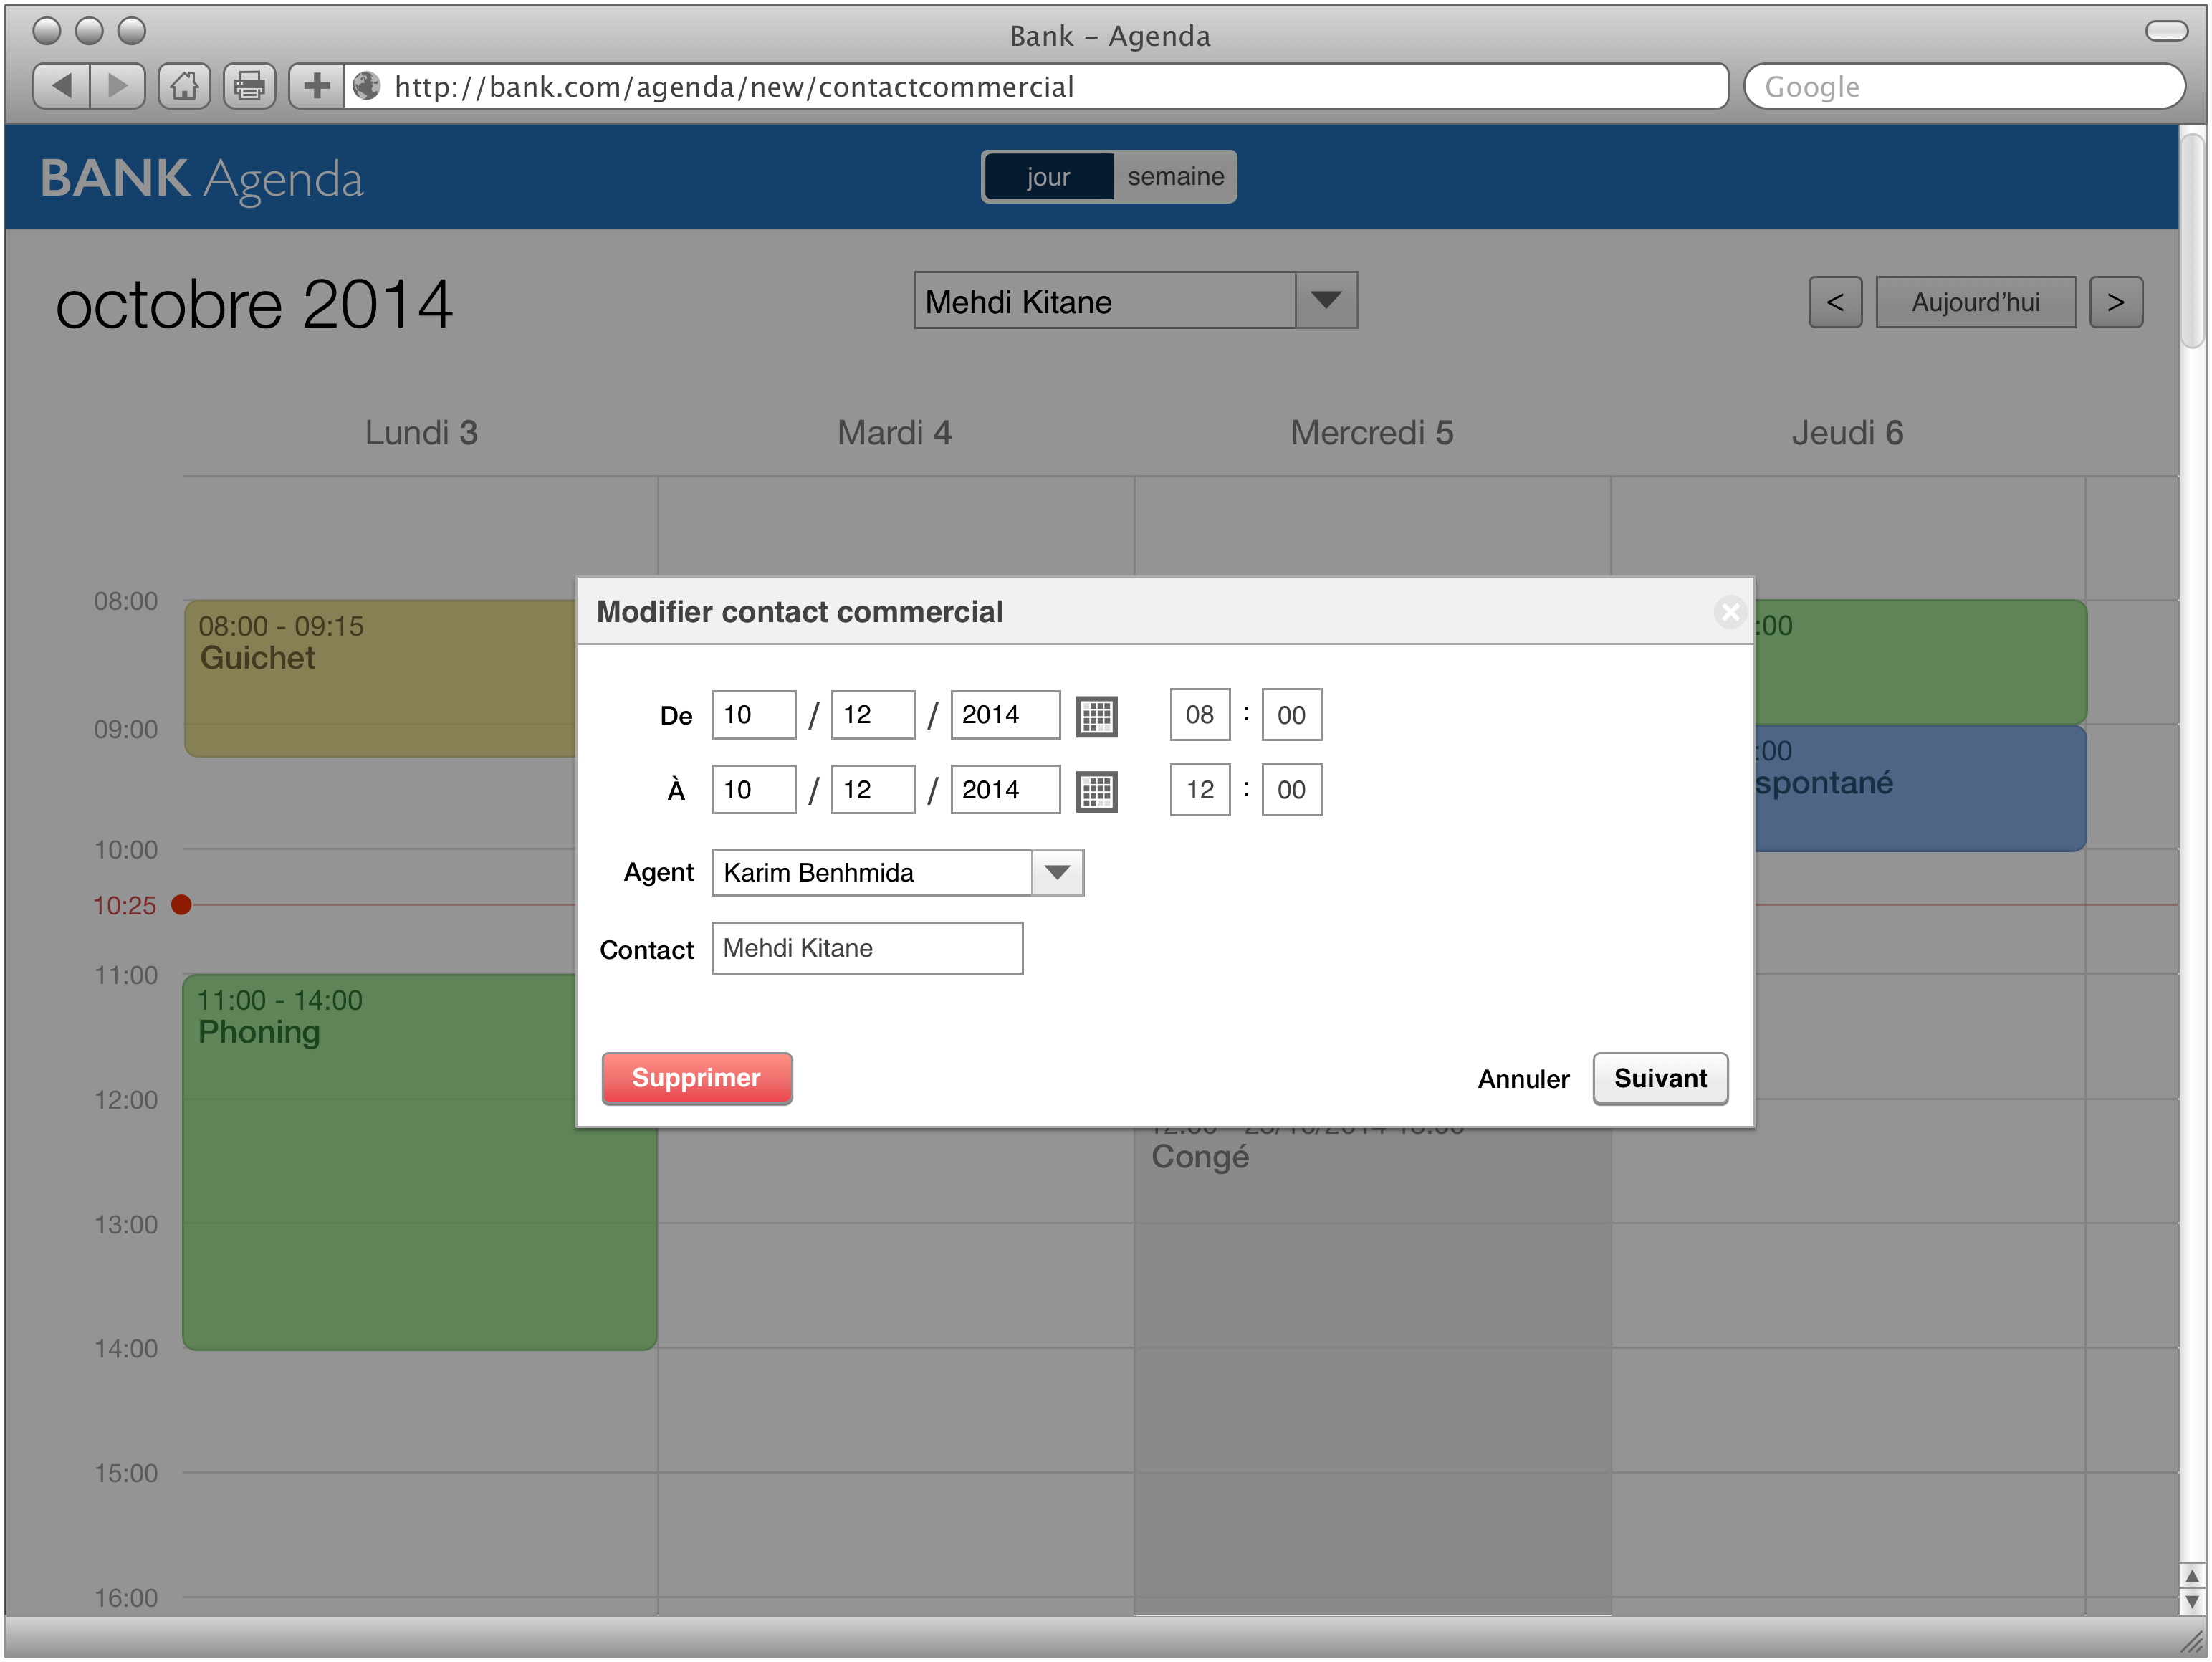 Bank – Agenda
http://bank.com/agenda/new/contactcommercial
Google
BANK Agenda
jour
semaine
octobre 2014
Mehdi Kitane
<
Aujourd'hui
>
Lundi 3
Mardi 4
Mercredi 5
Jeudi 6
08:00
08:00 - 09:15
Guichet
:00
09:00
:00
spontané
10:00
10:25
11:00
11:00 - 14:00
Phoning
Modifier contact commercial
De 10 / 12 / 2014 08 : 00
À 10 / 12 / 2014 12 : 00
Agent Karim Benhmida
Contact Mehdi Kitane
Supprimer
Annuler
Suivant
12:00
Congé
13:00
14:00
15:00
16:00